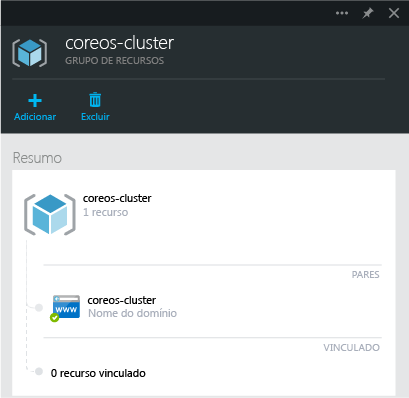 coreos-cluster
GRUPO DE RECURSOS
Adicionar
Excluir
Resumo
coreos-cluster
1 recurso
PARES
www
coreos-cluster
Nome do domínio
VINCULADO
0 recurso vinculado